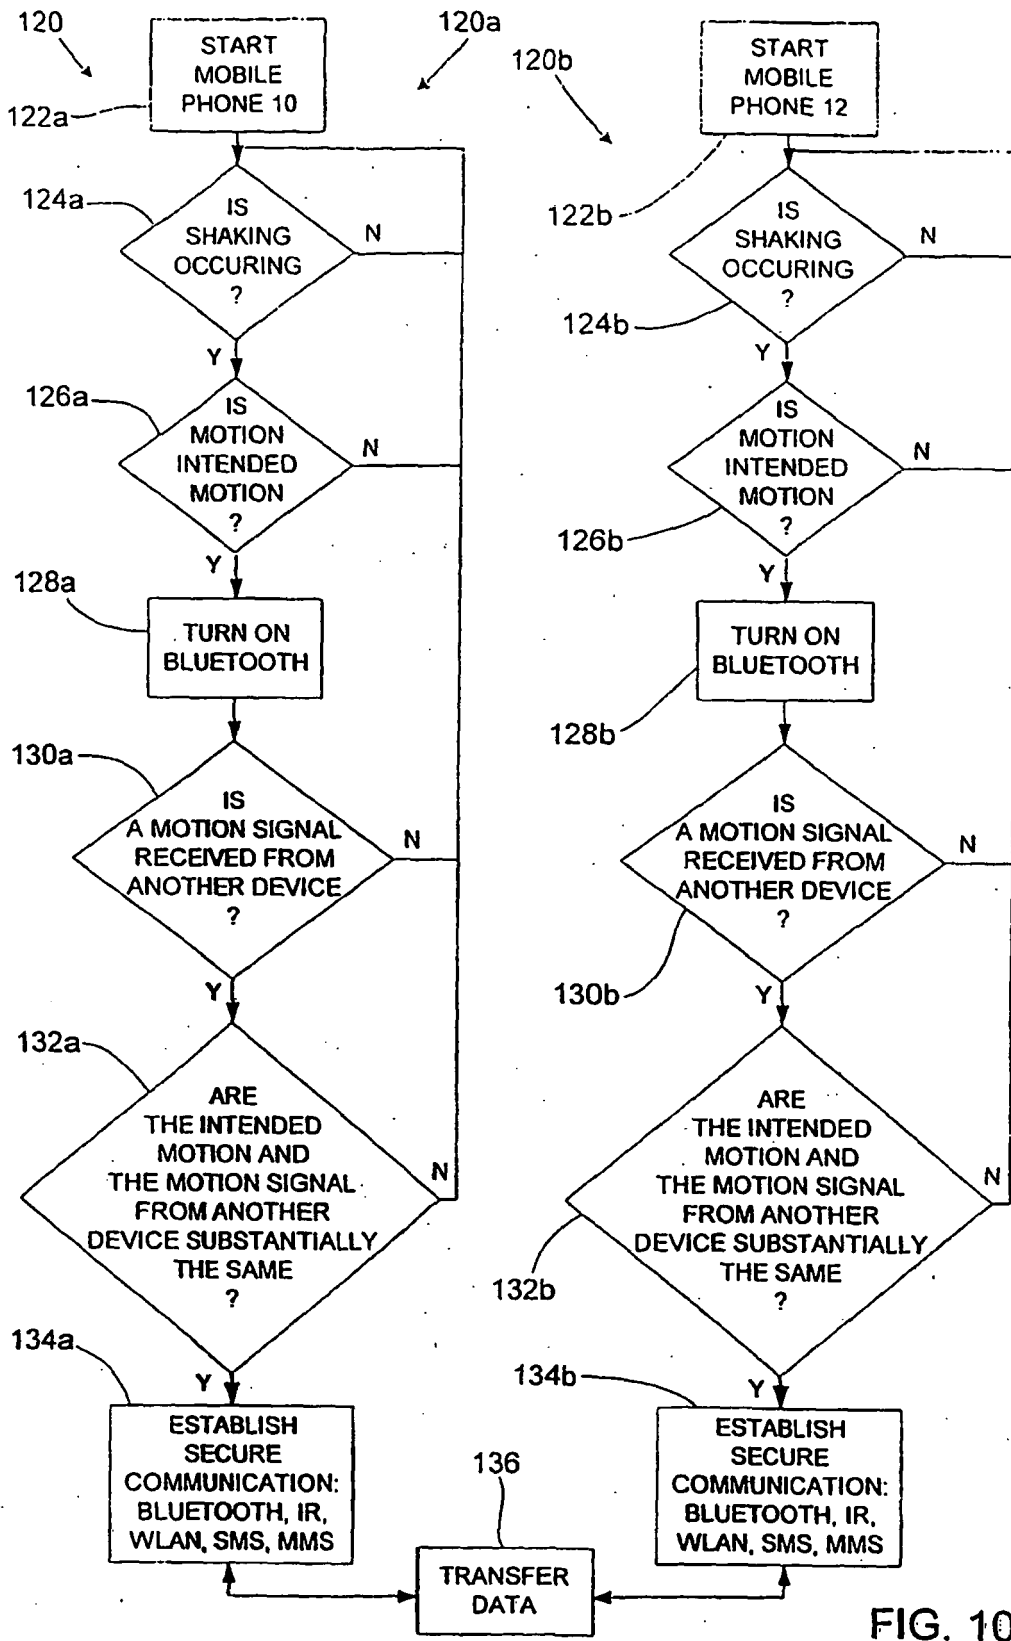 120
START
MOBILE
PHONE 10
122a
120a
124a
IS
SHAKING
OCCURING
?
N
Y
126a
IS
MOTION
INTENDED
MOTION
?
N
Y
128a
TURN ON
BLUETOOTH
130a
IS
A MOTION SIGNAL
RECEIVED FROM
ANOTHER DEVICE
?
N
Y
132a
ARE
THE INTENDED
MOTION AND
THE MOTION SIGNAL
FROM ANOTHER
DEVICE SUBSTANTIALLY
THE SAME
?
N
Y
134a
ESTABLISH
SECURE
COMMUNICATION:
BLUETOOTH, IR,
WLAN, SMS, MMS
120b
START
MOBILE
PHONE 12
122b
IS
SHAKING
OCCURING
?
N
124b
Y
IS
MOTION
INTENDED
MOTION
?
N
126b
Y
TURN ON
BLUETOOTH
128b
IS
A MOTION SIGNAL
RECEIVED FROM
ANOTHER DEVICE
?
N
130b
Y
ARE
THE INTENDED
MOTION AND
THE MOTION SIGNAL
FROM ANOTHER
DEVICE SUBSTANTIALLY
THE SAME
?
N
132b
Y
134b
ESTABLISH
SECURE
COMMUNICATION:
BLUETOOTH, IR,
WLAN, SMS, MMS
136
TRANSFER
DATA
FIG. 10